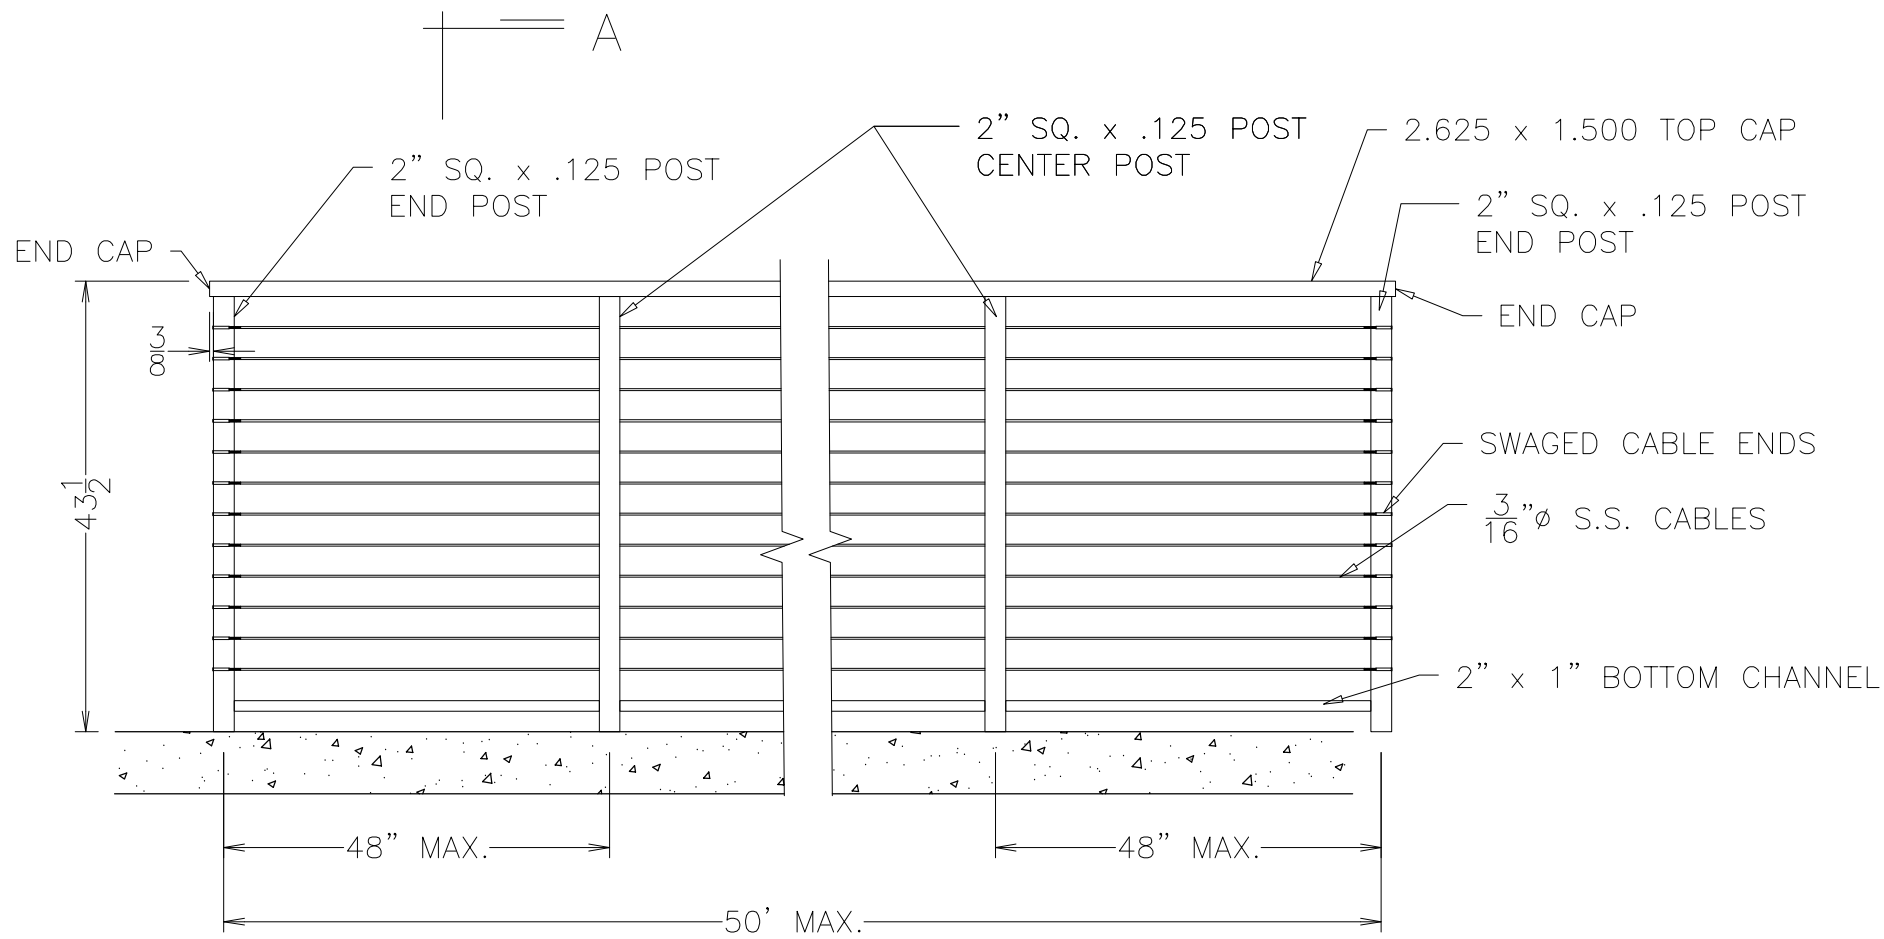 A
2” SQ. x .125 POST
CENTER POST
2.625 x 1.500 TOP CAP
2” SQ. x .125 POST
END POST
2” SQ. x .125 POST
END POST
END CAP
END CAP
3/8
43 1/2
SWAGED CABLE ENDS
3/16”ø S.S. CABLES
2” x 1” BOTTOM CHANNEL
48” MAX.
48” MAX.
50’ MAX.